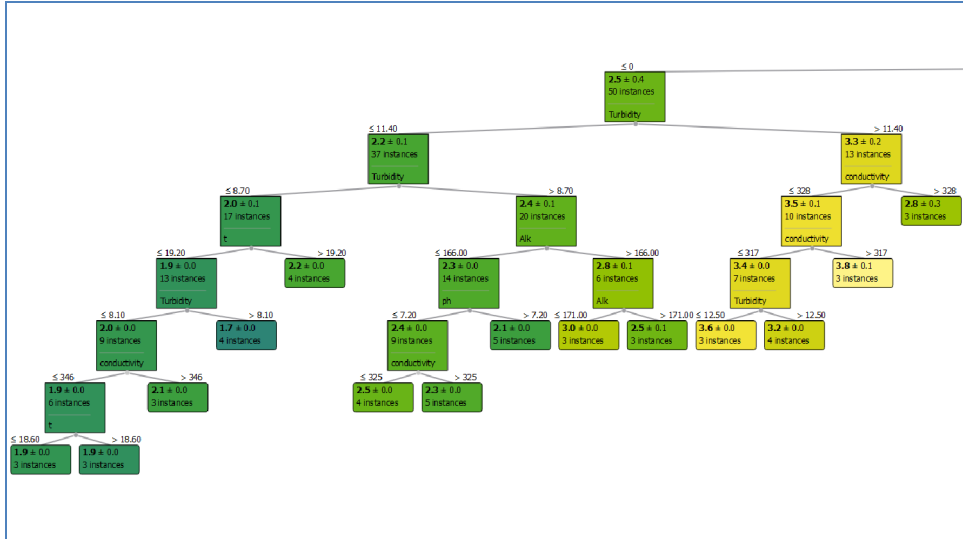 ≤ 0
2.5 ± 0.4
50 instances
Turbidity
≤ 11.40
> 11.40
2.2 ± 0.1
37 instances
Turbidity
3.3 ± 0.2
13 instances
conductivity
≤ 8.70
> 8.70
≤ 328
> 328
2.0 ± 0.1
17 instances
t
2.4 ± 0.1
20 instances
Alk
3.5 ± 0.1
10 instances
conductivity
2.8 ± 0.3
3 instances
≤ 19.20
> 19.20
≤ 166.00
> 166.00
≤ 317
> 317
1.9 ± 0.0
13 instances
Turbidity
2.2 ± 0.0
4 instances
2.3 ± 0.0
14 instances
ph
2.8 ± 0.1
6 instances
Alk
3.4 ± 0.0
7 instances
Turbidity
3.8 ± 0.1
3 instances
≤ 8.10
> 8.10
≤ 7.20
> 7.20
≤ 171.00
> 171.00
≤ 12.50
> 12.50
2.0 ± 0.0
9 instances
conductivity
1.7 ± 0.0
4 instances
2.4 ± 0.0
9 instances
conductivity
2.1 ± 0.0
5 instances
3.0 ± 0.0
3 instances
2.5 ± 0.1
3 instances
3.6 ± 0.0
3 instances
3.2 ± 0.0
4 instances
≤ 346
> 346
≤ 325
> 325
1.9 ± 0.0
6 instances
t
2.1 ± 0.0
3 instances
2.5 ± 0.0
4 instances
2.3 ± 0.0
5 instances
≤ 18.60
> 18.60
1.9 ± 0.0
3 instances
1.9 ± 0.0
3 instances